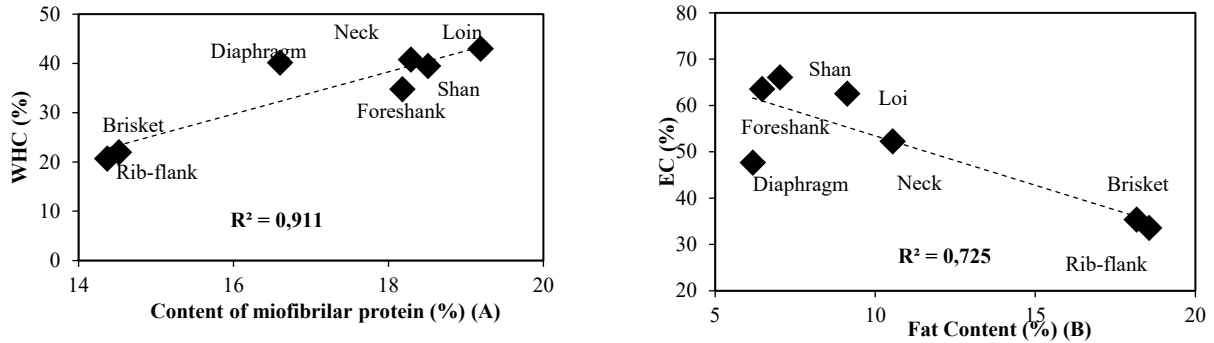 WHC (%)
50
40
30
20
10
0
14
16
18
20
Diaphragm
Neck
Loin
Shan
Foreshank
Brisket
Rib-flank
R² = 0,911
Content of miofibrilar protein (%) (A)
EC (%)
80
70
60
50
40
30
20
5
10
15
20
Shan
Loi
Foreshank
Diaphragm
Neck
Brisket
Rib-flank
R² = 0,725
Fat Content (%) (B)